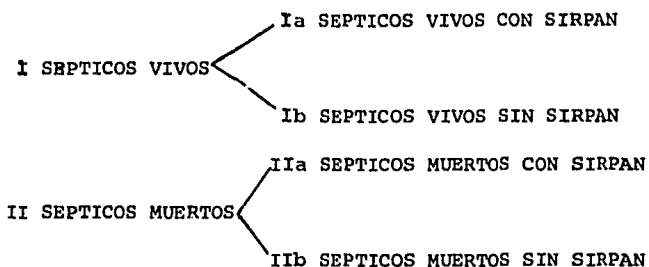 Ia SEPTICOS VIVOS CON SIRPAN
I SEPTICOS VIVOS
Ib SEPTICOS VIVOS SIN SIRPAN
IIa SEPTICOS MUERTOS CON SIRPAN
II SEPTICOS MUERTOS
IIb SEPTICOS MUERTOS SIN SIRPAN